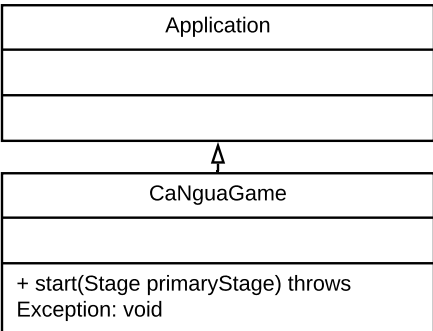 Application
CaNguaGame
+ start(Stage primaryStage) throws
Exception: void